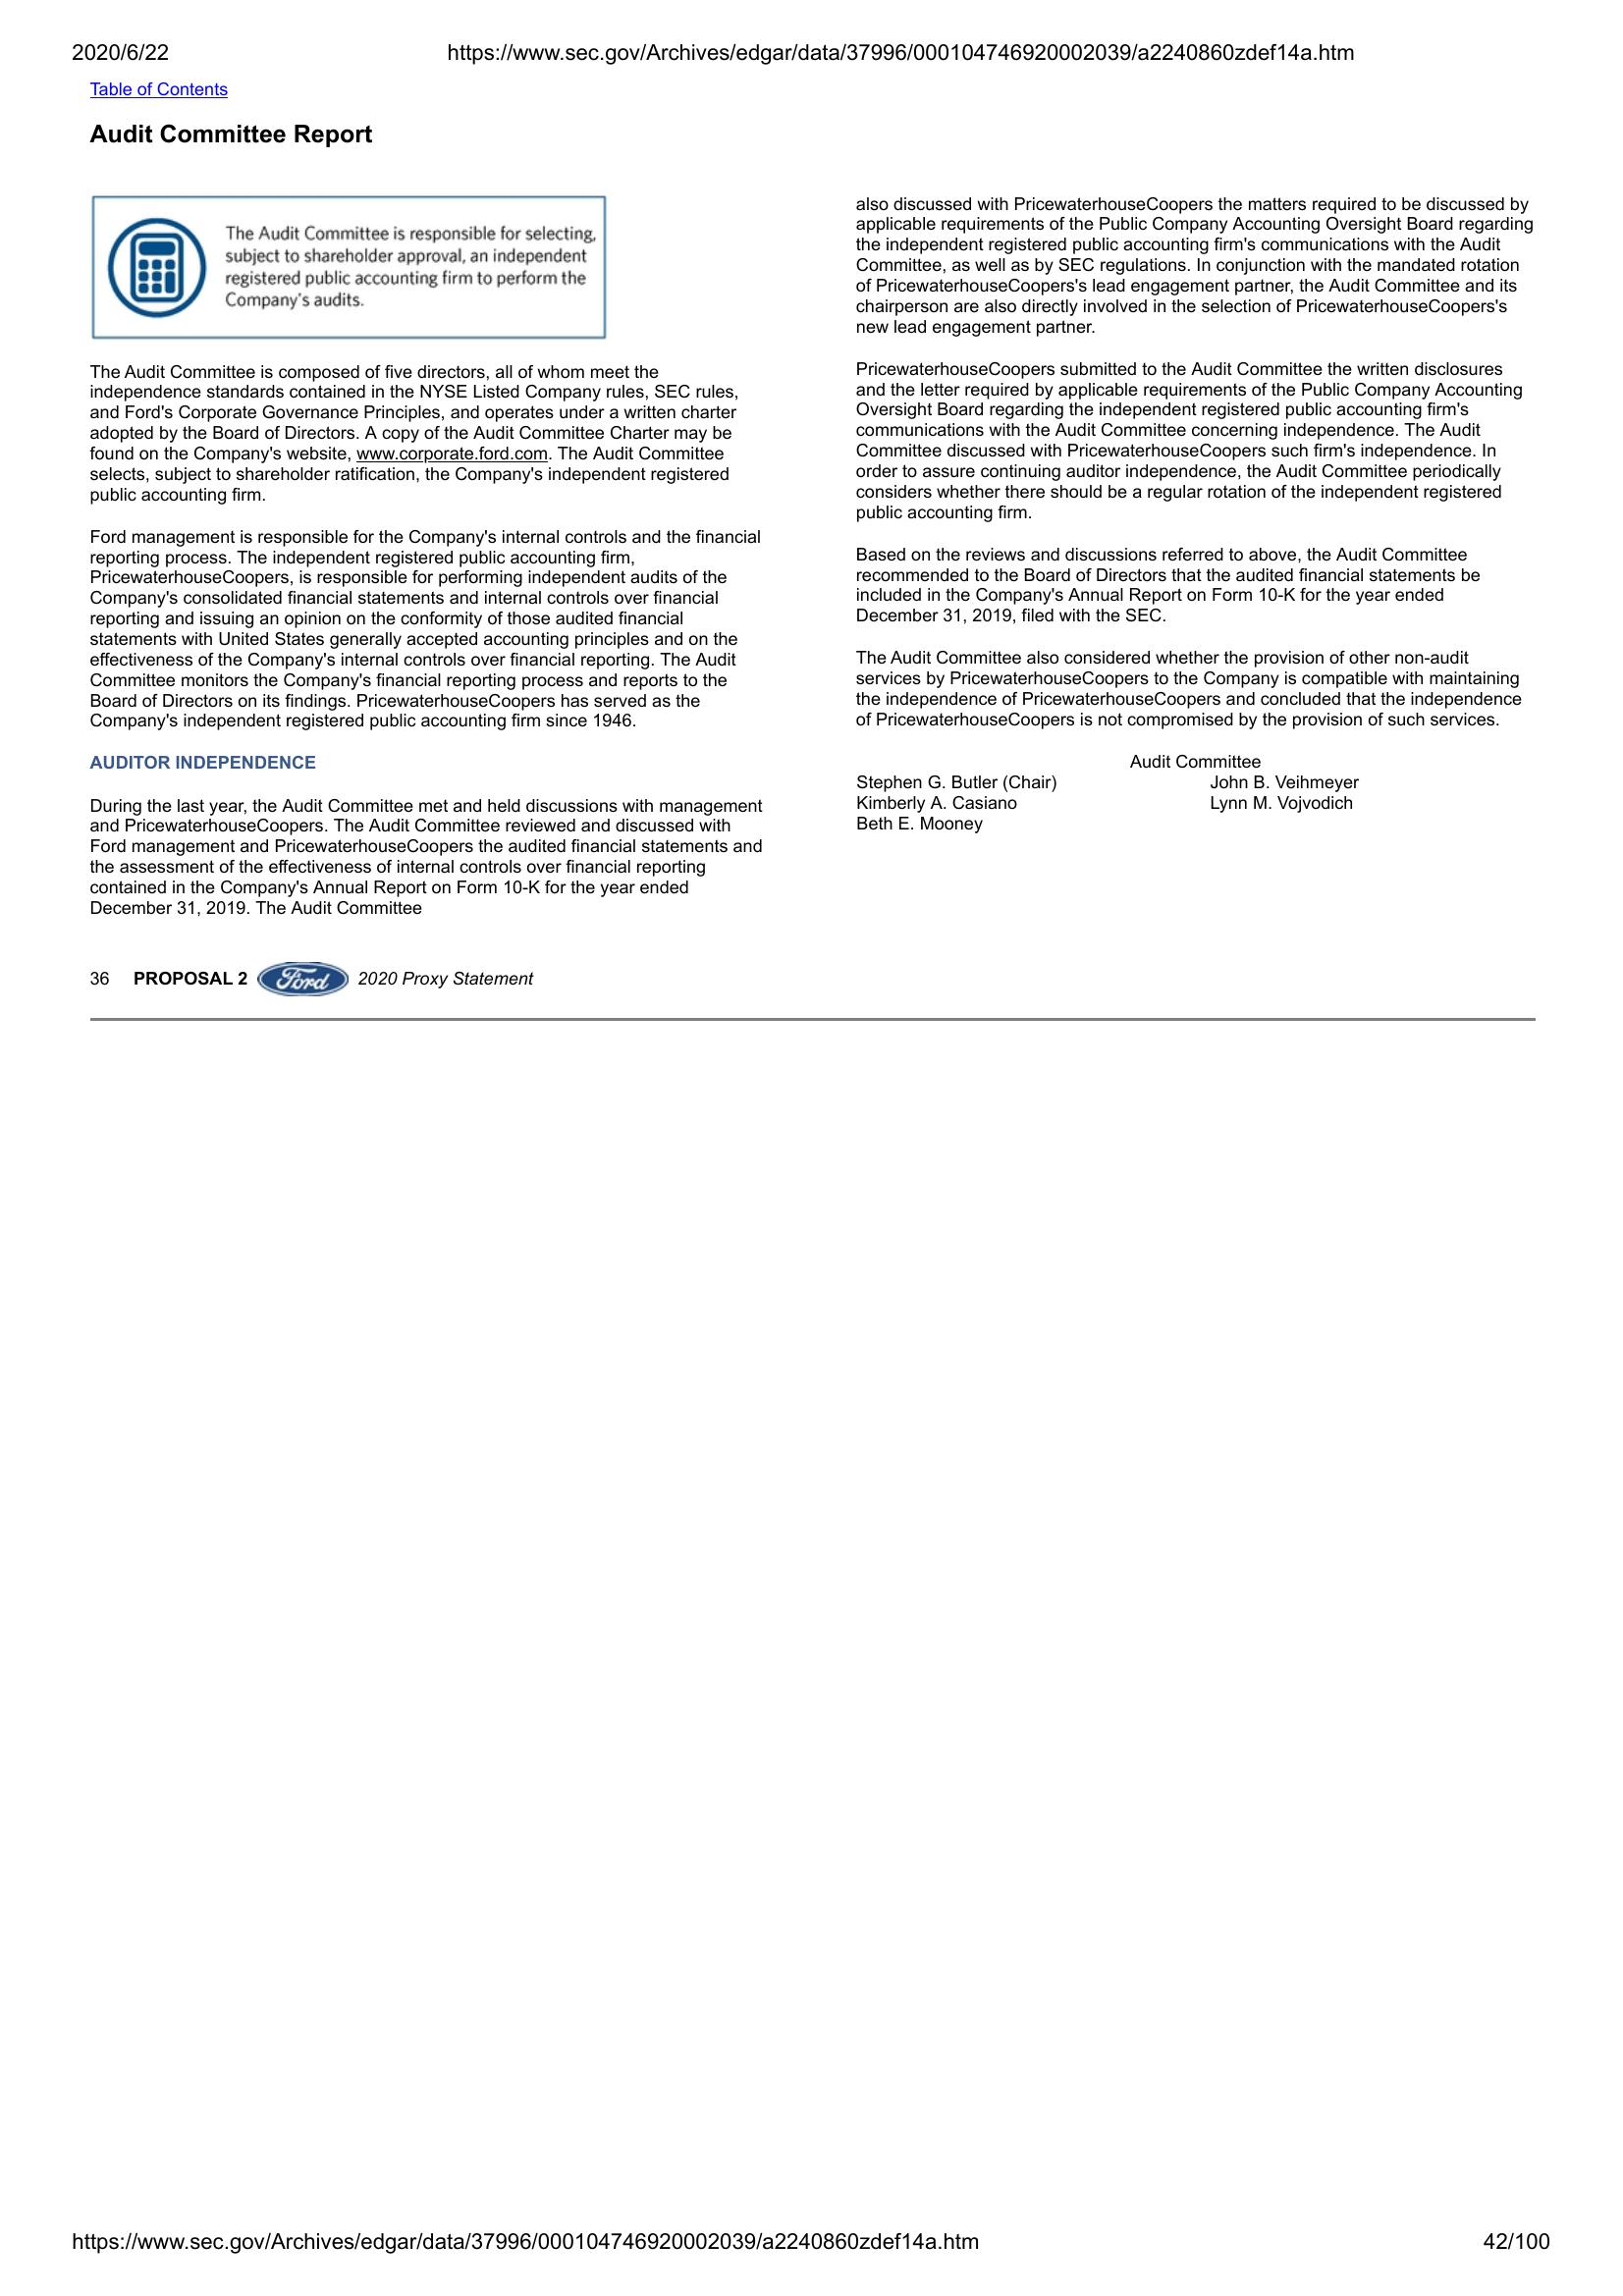 2020/6/22
https://www.sec.gov/Archives/edgar/data/37996/000104746920002039/a2240860zdef14a.htm
Table of Contents
Audit Committee Report
The Audit Committee is responsible for selecting,
subject to shareholder approval, an independent
registered public accounting firm to perform the
Company's audits.
The Audit Committee is composed of five directors, all of whom meet the
independence standards contained in the NYSE Listed Company rules, SEC rules,
and Ford's Corporate Governance Principles, and operates under a written charter
adopted by the Board of Directors. A copy of the Audit Committee Charter may be
found on the Company's website, www.corporate.ford.com. The Audit Committee
selects, subject to shareholder ratification, the Company's independent registered
public accounting firm.
Ford management is responsible for the Company's internal controls and the financial
reporting process. The independent registered public accounting firm,
PricewaterhouseCoopers, is responsible for performing independent audits of the
Company's consolidated financial statements and internal controls over financial
reporting and issuing an opinion on the conformity of those audited financial
statements with United States generally accepted accounting principles and on the
effectiveness of the Company's internal controls over financial reporting. The Audit
Committee monitors the Company's financial reporting process and reports to the
Board of Directors on its findings. PricewaterhouseCoopers has served as the
Company's independent registered public accounting firm since 1946.
AUDITOR INDEPENDENCE
During the last year, the Audit Committee met and held discussions with management
and PricewaterhouseCoopers. The Audit Committee reviewed and discussed with
Ford management and PricewaterhouseCoopers the audited financial statements and
the assessment of the effectiveness of internal controls over financial reporting
contained in the Company's Annual Report on Form 10-K for the year ended
December 31, 2019. The Audit Committee
also discussed with PricewaterhouseCoopers the matters required to be discussed by
applicable requirements of the Public Company Accounting Oversight Board regarding
the independent registered public accounting firm's communications with the Audit
Committee, as well as by SEC regulations. In conjunction with the mandated rotation
of PricewaterhouseCoopers's lead engagement partner, the Audit Committee and its
chairperson are also directly involved in the selection of PricewaterhouseCoopers's
new lead engagement partner.
PricewaterhouseCoopers submitted to the Audit Committee the written disclosures
and the letter required by applicable requirements of the Public Company Accounting
Oversight Board regarding the independent registered public accounting firm's
communications with the Audit Committee concerning independence. The Audit
Committee discussed with PricewaterhouseCoopers such firm's independence. In
order to assure continuing auditor independence, the Audit Committee periodically
considers whether there should be a regular rotation of the independent registered
public accounting firm.
Based on the reviews and discussions referred to above, the Audit Committee
recommended to the Board of Directors that the audited financial statements be
included in the Company's Annual Report on Form 10-K for the year ended
December 31, 2019, filed with the SEC.
The Audit Committee also considered whether the provision of other non-audit
services by PricewaterhouseCoopers to the Company is compatible with maintaining
the independence of PricewaterhouseCoopers and concluded that the independence
of PricewaterhouseCoopers is not compromised by the provision of such services.
Audit Committee
Stephen G. Butler (Chair) John B. Veihmeyer
Kimberly A. Casiano Lynn M. Vojvodich
Beth E. Mooney
36 PROPOSAL 2 Ford 2020 Proxy Statement
https://www.sec.gov/Archives/edgar/data/37996/000104746920002039/a2240860zdef14a.htm
42/100